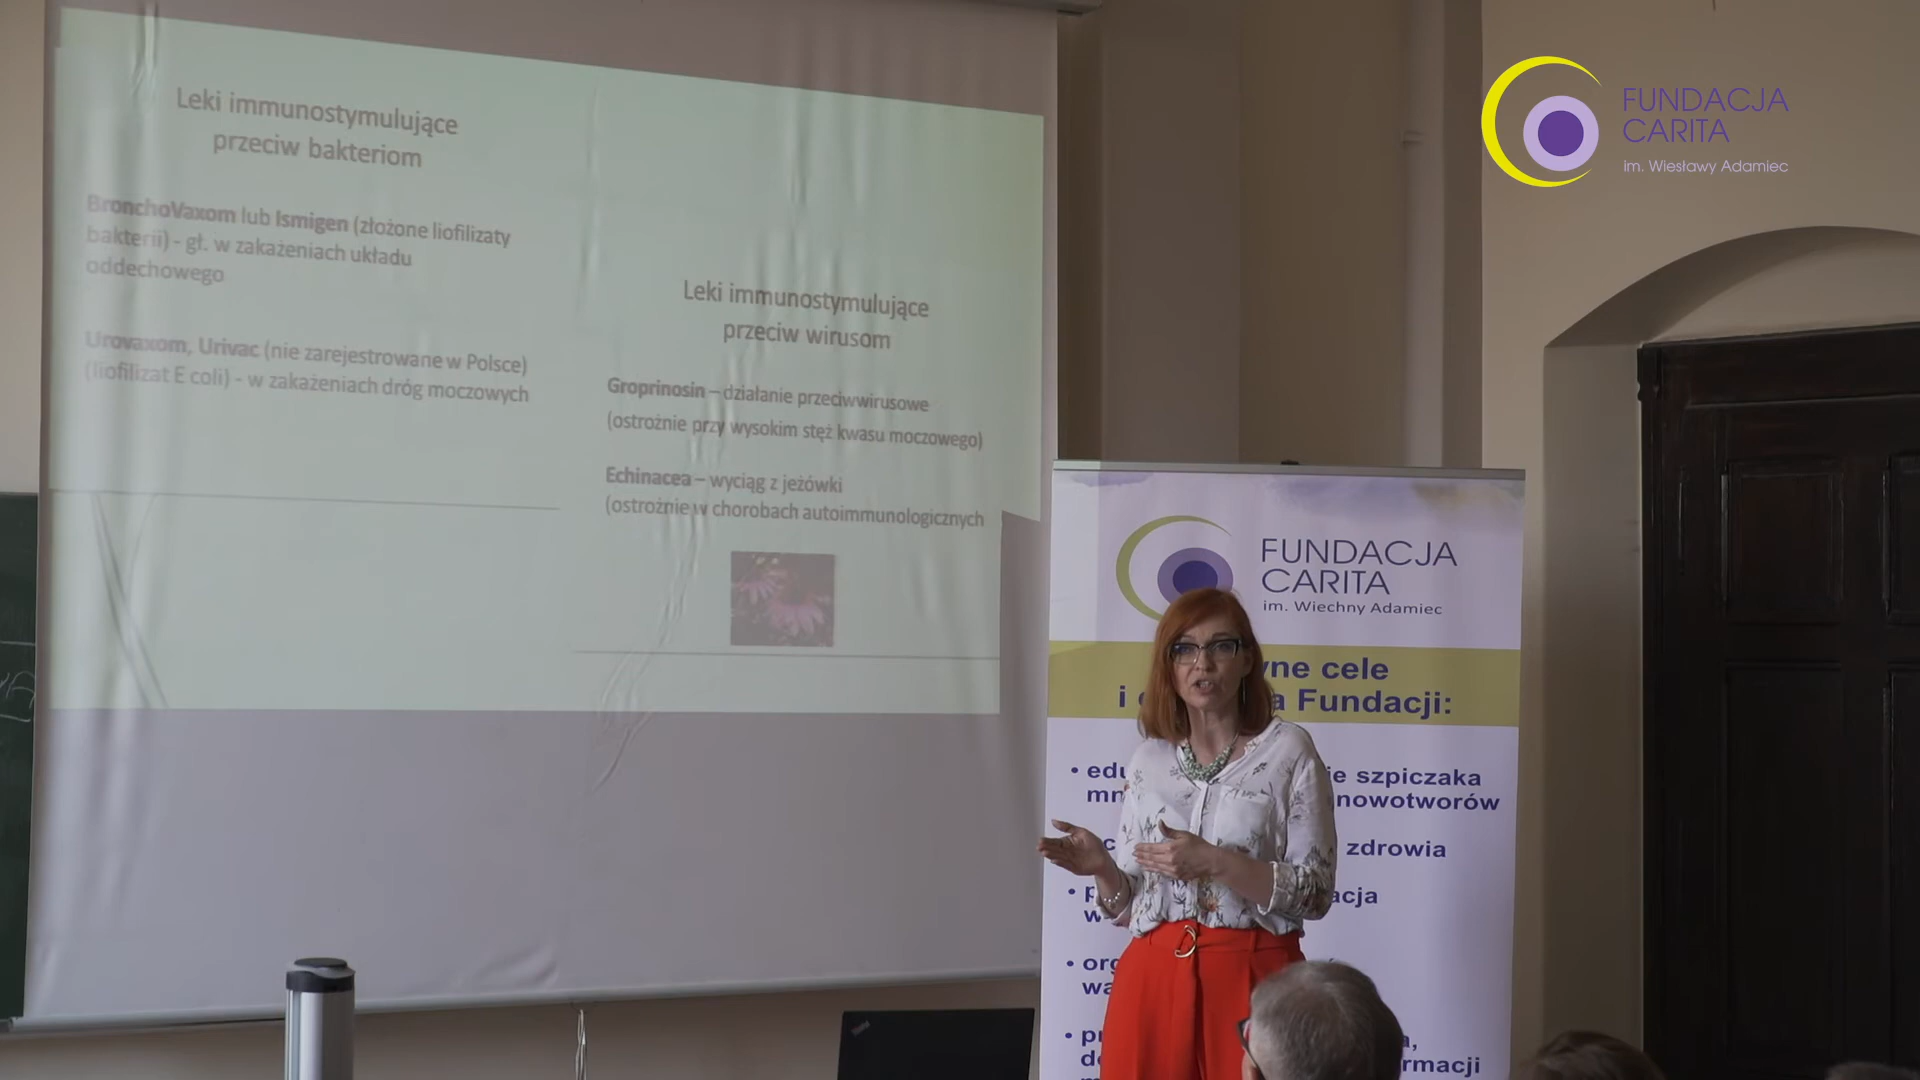 Leki immunostymulujące
przeciw bakteriom
BronchoVaxom lub Ismigen (złożone liofilizaty
bakterii) - gł. w zakażeniach układu
oddechowego
Urovaxom, Urivac (nie zarejestrowane w Polsce)
(liofilizat E coli) - w zakażeniach dróg moczowych
Leki immunostymulujące
przeciw wirusom
Groprinosin – działanie przeciwwirusowe
(ostrożnie przy wysokim stęż kwasu moczowego)
Echinacea – wyciąg z jeżówki
(ostrożnie w chorobach autoimmunologicznych
FUNDACJA
CARITA
im. Wiesławy Adamiec
FUNDACJA
CARITA
im. Wiechny Adamiec
cele
i Fundacji:
szpiczaka
nowotworów
zdrowia